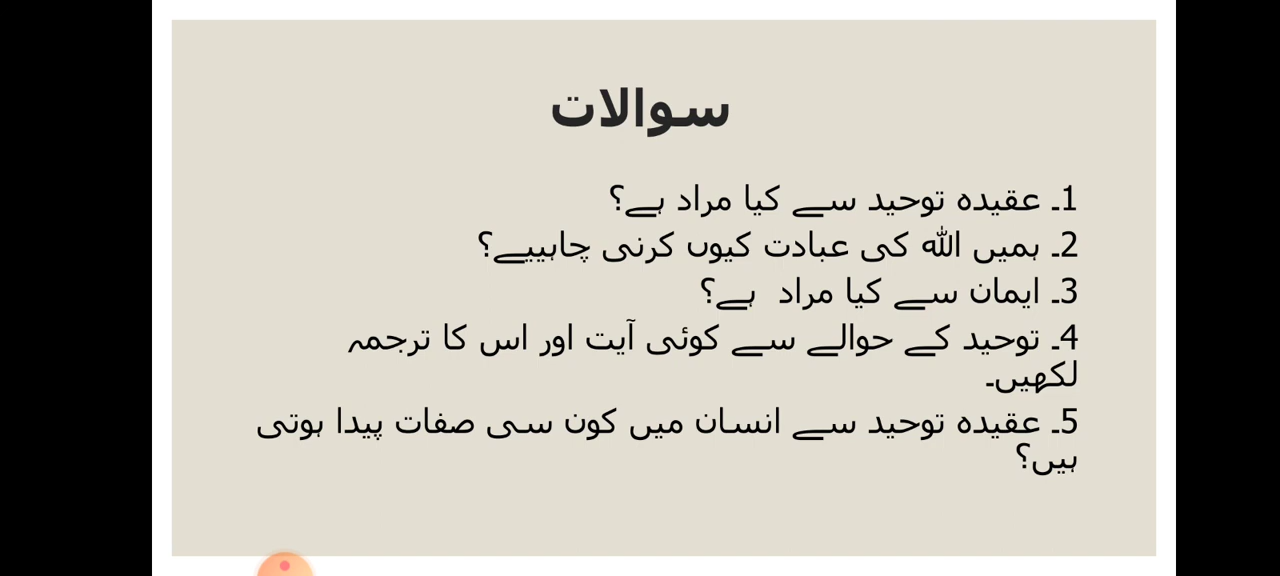 سوالات
1۔ عقیدہ توحید سے کیا مراد ہے؟
2۔ ہمیں اللہ کی عبادت کیوں کرنی چاہییے؟
3۔ ایمان سے کیا مراد ہے؟
4۔ توحید کے حوالے سے کوئی آیت اور اس کا ترجمہ
لکھیں۔
5۔ عقیدہ توحید سے انسان میں کون سی صفات پیدا ہوتی
ہیں؟